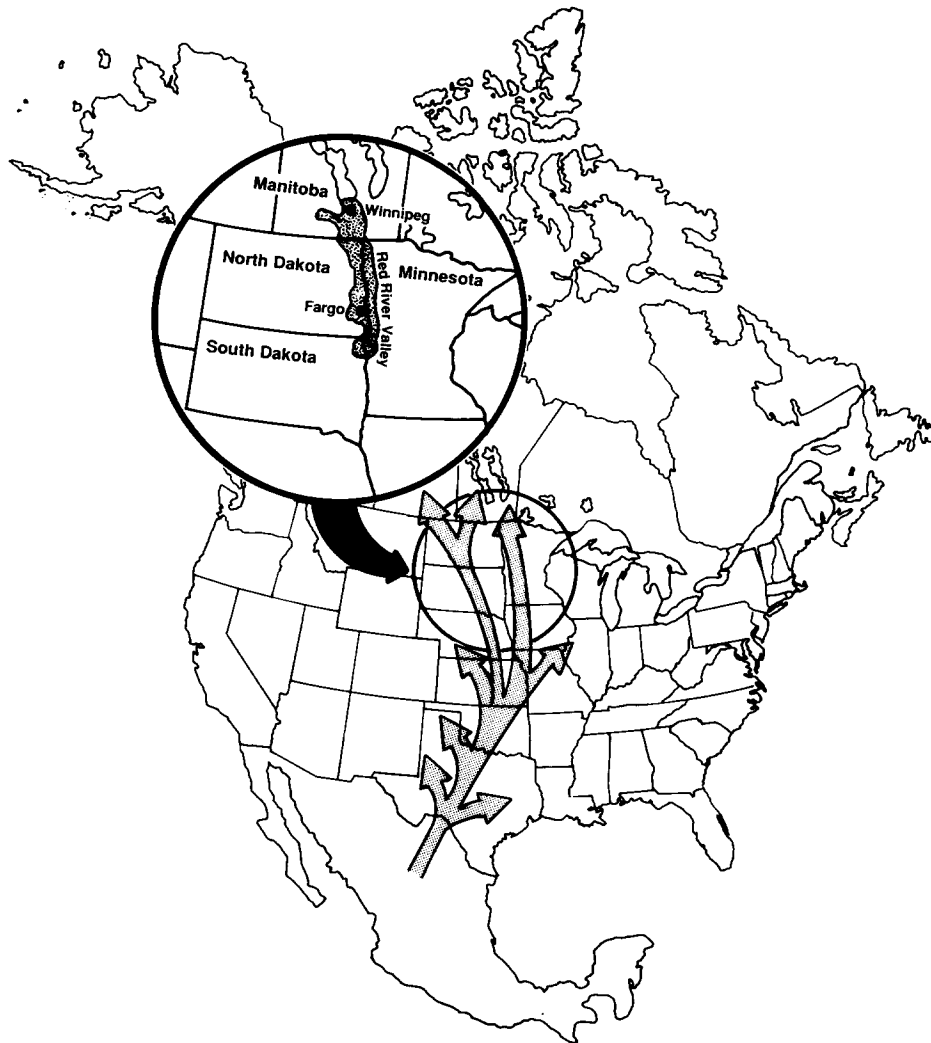 Manitoba
Winnipeg
North Dakota
Minnesota
Red River Valley
Fargo
South Dakota